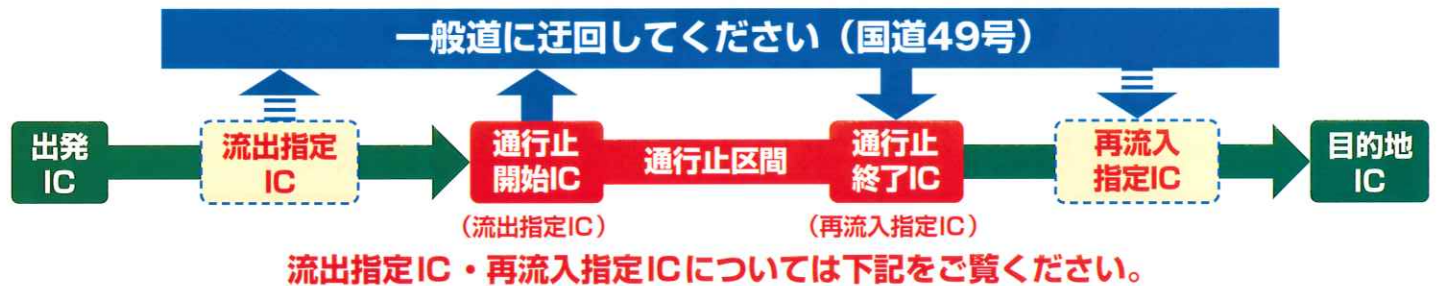 一般道に迂回してください（国道49号）
出発
IC
流出指定
IC
通行止
開始IC
（流出指定IC）
通行止区間
通行止
終了IC
（再流入指定IC）
再流入
指定IC
目的地
IC
流出指定IC・再流入指定ICについては下記をご覧ください。